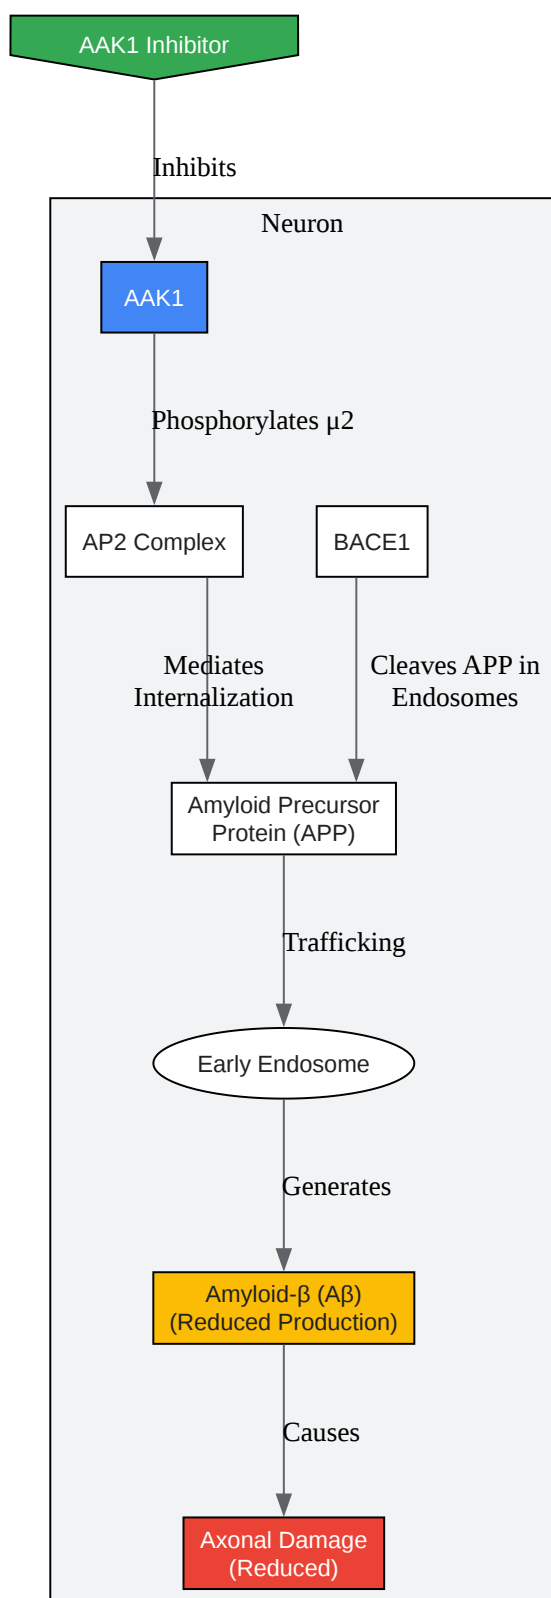 AAK1 Inhibitor
Inhibits
Neuron
AAK1
Phosphorylates μ2
AP2 Complex
BACE1
Mediates
Internalization
Cleaves APP in
Endosomes
Amyloid Precursor
Protein (APP)
Trafficking
Early Endosome
Generates
Amyloid-β (Aβ)
(Reduced Production)
Causes
Axonal Damage
(Reduced)